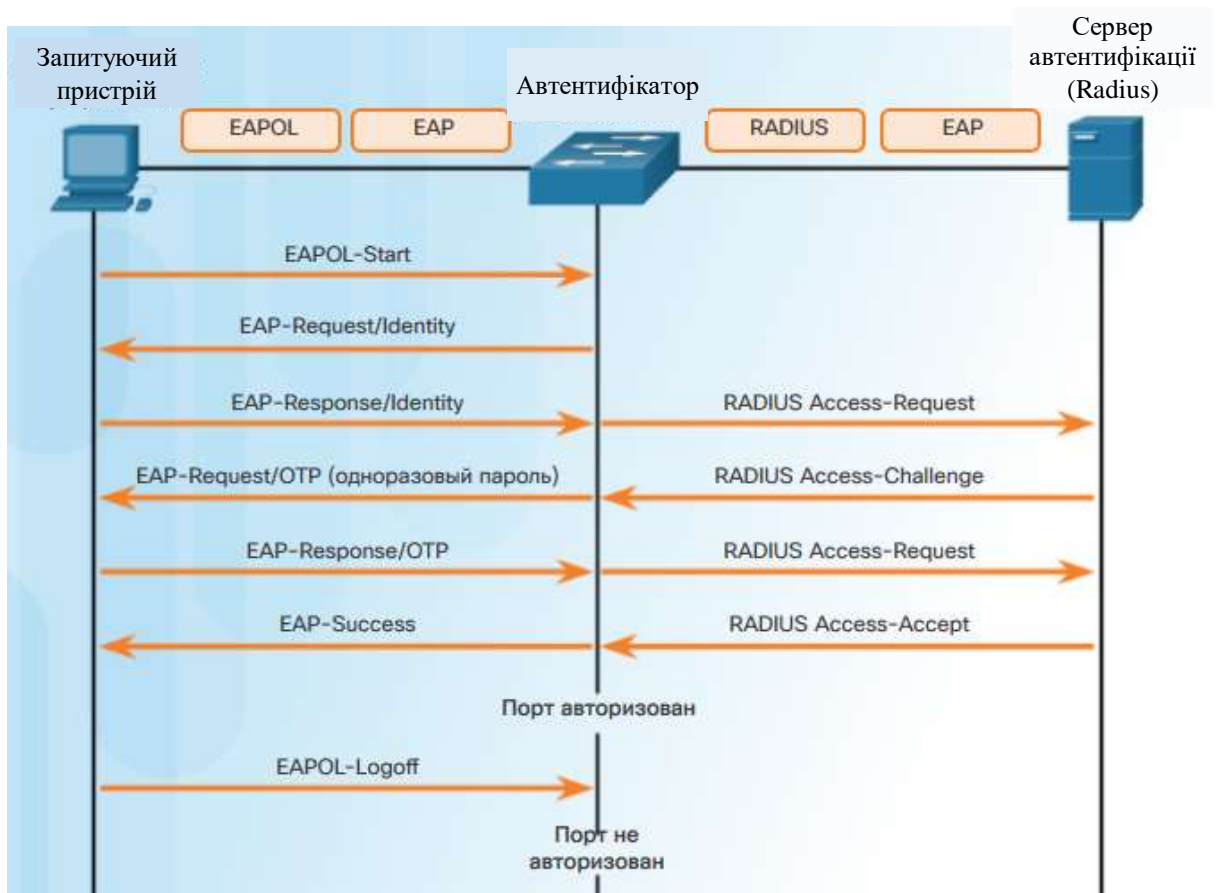 Запитуючий
пристрій
Автентифікатор
Сервер
автентифікації
(Radius)
EAPOL
EAP
RADIUS
EAP
EAPOL-Start
EAP-Request/Identity
EAP-Response/Identity
RADIUS Access-Request
EAP-Request/OTP (одноразовый пароль)
RADIUS Access-Challenge
EAP-Response/OTP
RADIUS Access-Request
EAP-Success
RADIUS Access-Accept
Порт авторизован
EAPOL-Logoff
Порт не
авторизован